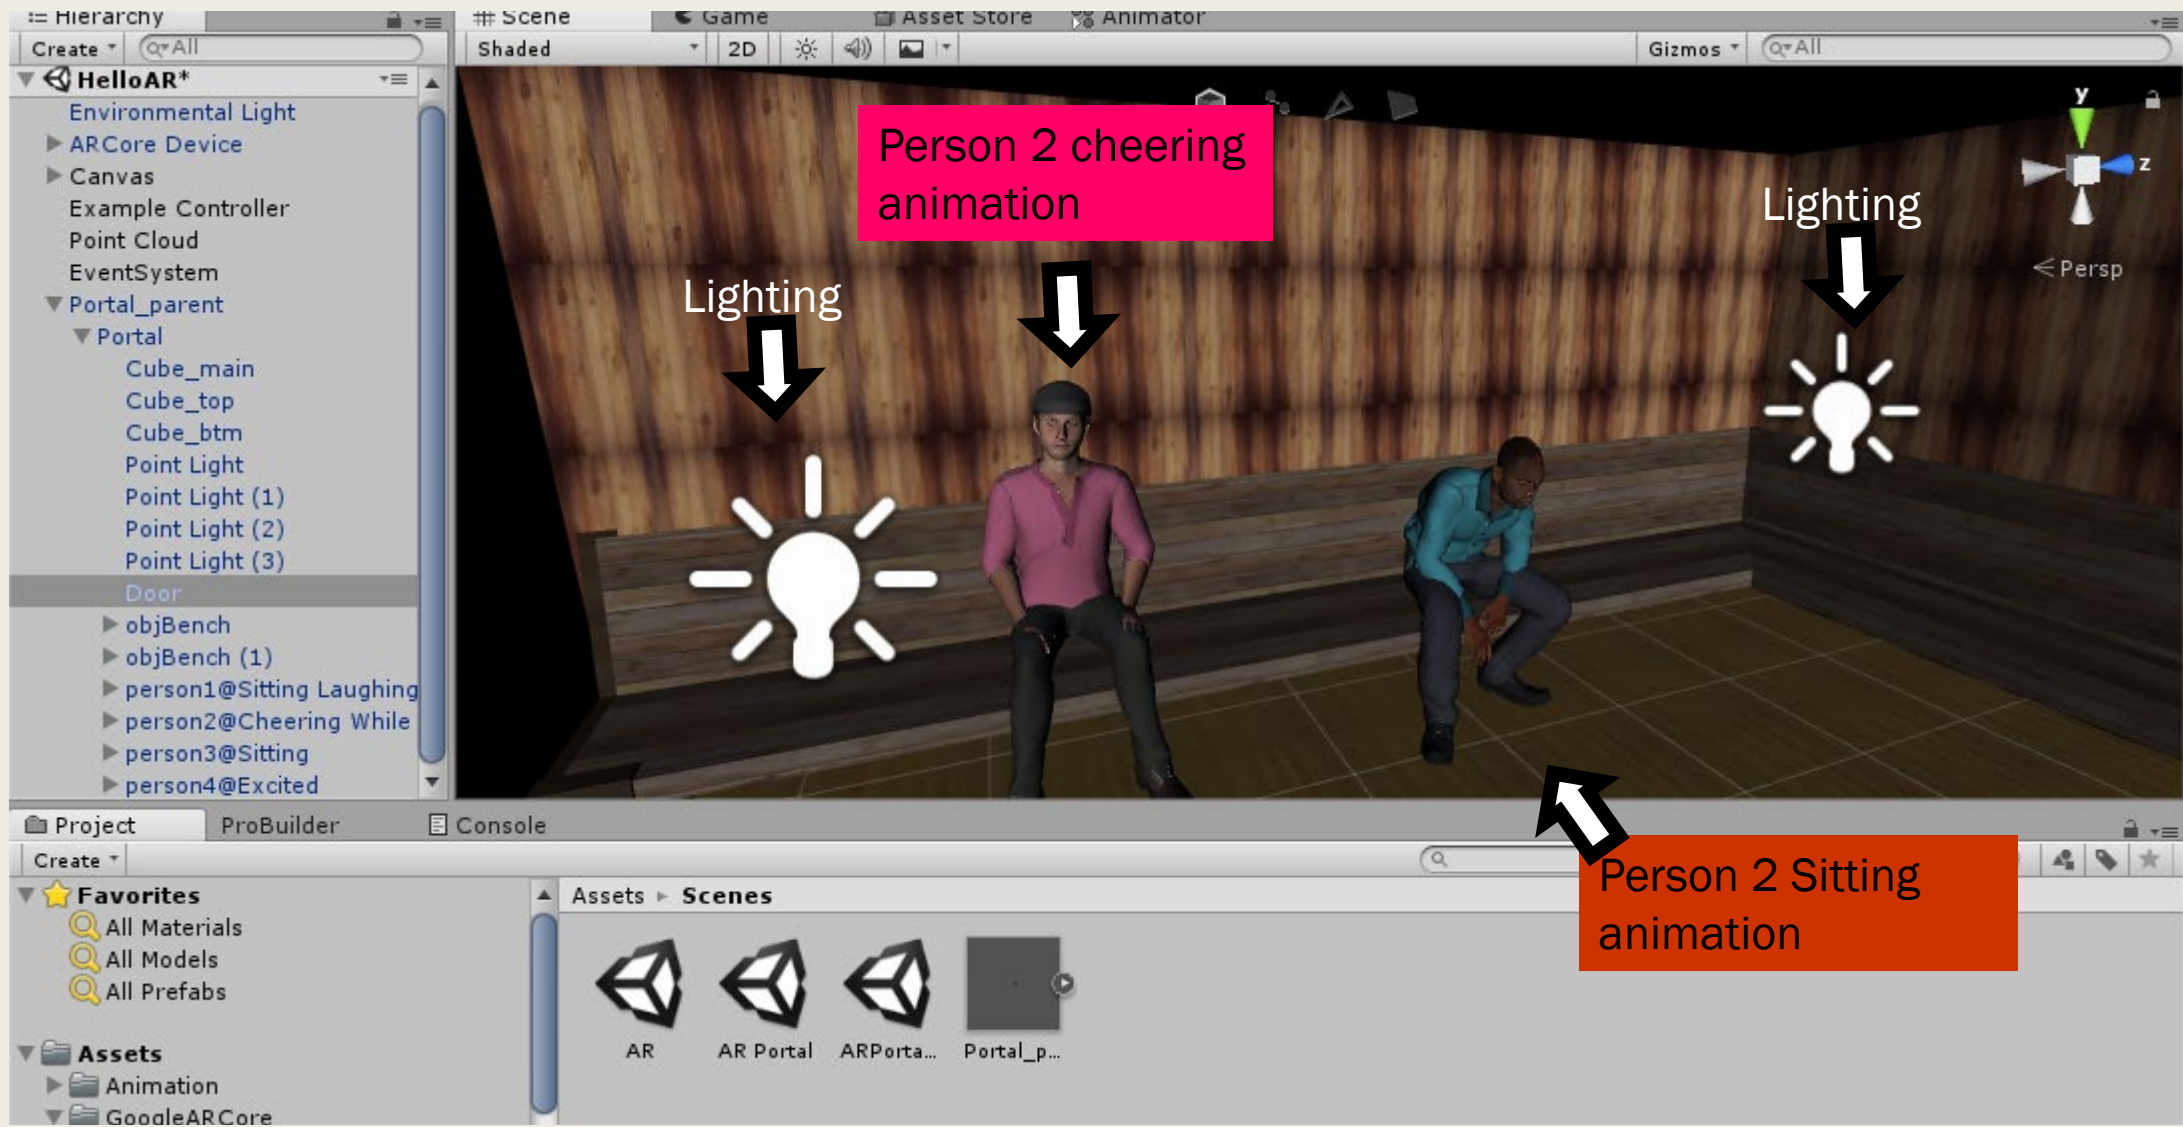 Hierarchy
Scene
Game
Asset Store
Animator
Create
All
Shaded
2D
Gizmos
All
HelloAR*
Environmental Light
ARCore Device
Canvas
Example Controller
Point Cloud
EventSystem
Portal_parent
Portal
Cube_main
Cube_top
Cube_btm
Point Light
Point Light (1)
Point Light (2)
Point Light (3)
Door
objBench
objBench (1)
person1@Sitting Laughing
person2@Cheering While
person3@Sitting
person4@Excited
Person 2 cheering
animation
Lighting
Lighting
y
z
Persp
Person 2 Sitting
animation
Project
ProBuilder
Console
Create
Favorites
All Materials
All Models
All Prefabs
Assets
Animation
GoogleARCore
Assets ▸ Scenes
AR
AR Portal
ARPorta...
Portal_p...